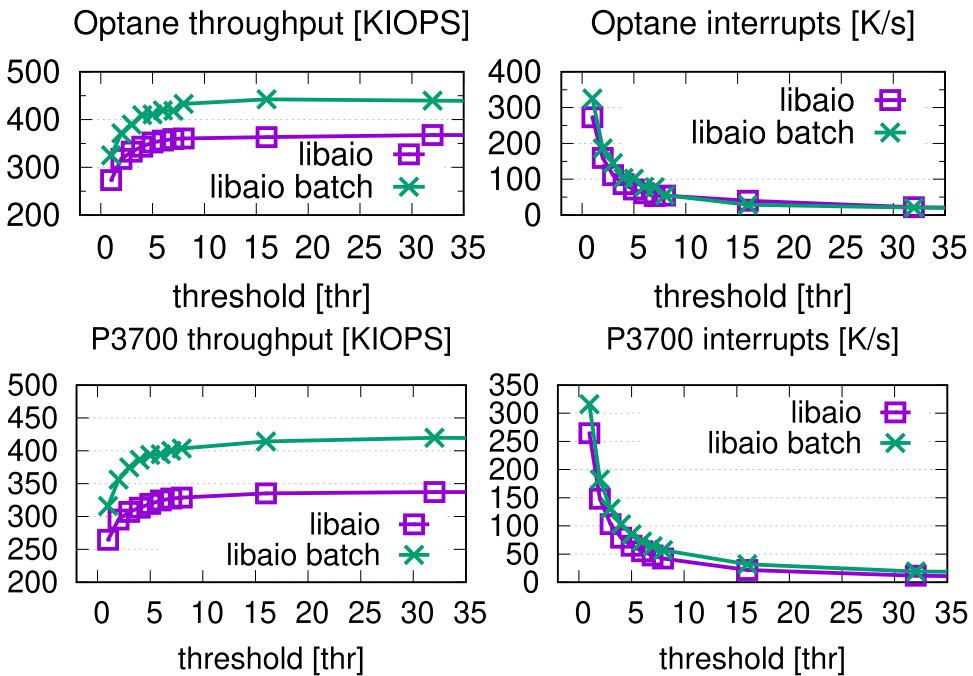 Optane throughput [KIOPS]
500
400
300
200
libaio
libaio batch
0 5 10 15 20 25 30 35
threshold [thr]
Optane interrupts [K/s]
400
300
200
100
0
libaio
libaio batch
0 5 10 15 20 25 30 35
threshold [thr]
P3700 throughput [KIOPS]
500
450
400
350
300
250
200
libaio
libaio batch
0 5 10 15 20 25 30 35
threshold [thr]
P3700 interrupts [K/s]
350
300
250
200
150
100
50
0
libaio
libaio batch
0 5 10 15 20 25 30 35
threshold [thr]